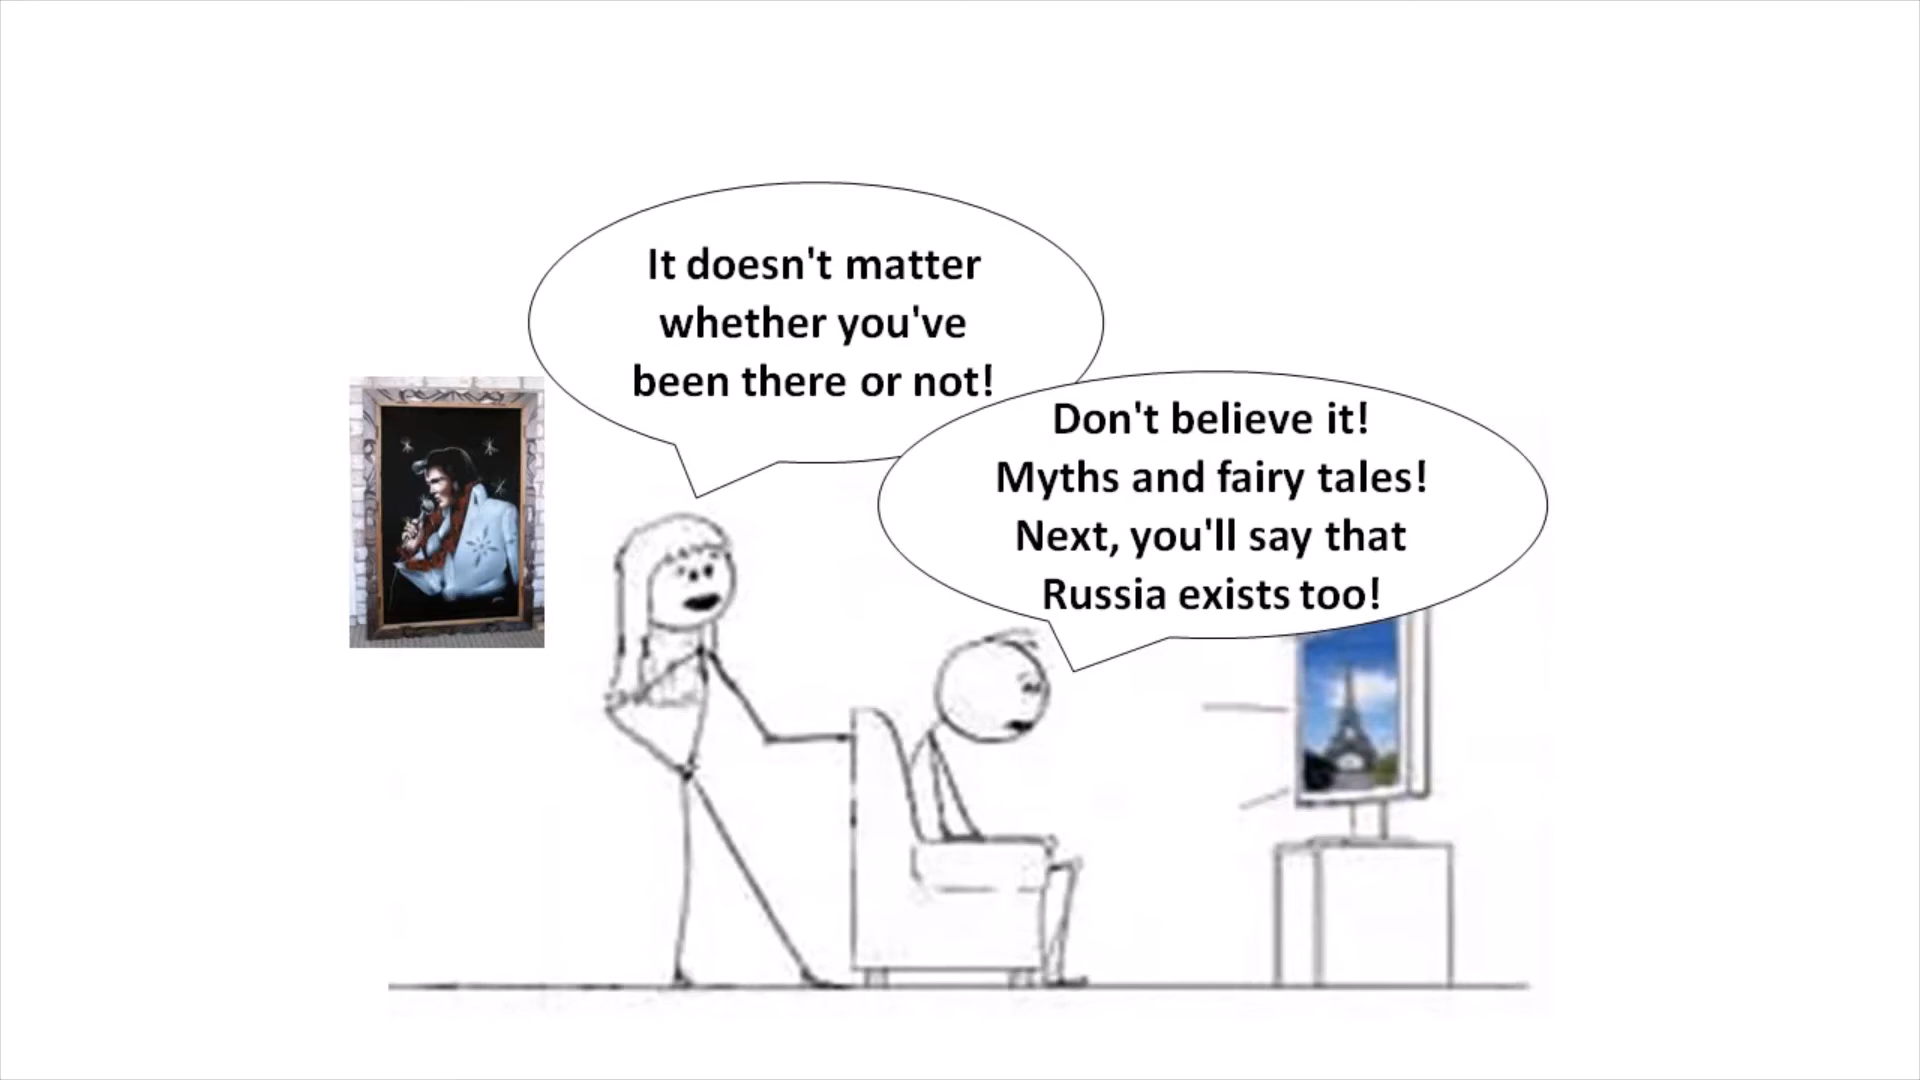 It doesn't matter
whether you've
been there or not!
Don't believe it!
Myths and fairy tales!
Next, you'll say that
Russia exists too!